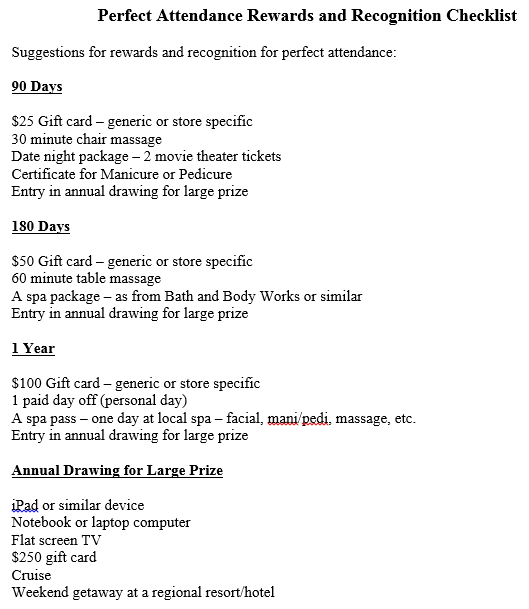 Perfect Attendance Rewards and Recognition Checklist
Suggestions for rewards and recognition for perfect attendance:
90 Days
$25 Gift card – generic or store specific
30 minute chair massage
Date night package – 2 movie theater tickets
Certificate for Manicure or Pedicure
Entry in annual drawing for large prize
180 Days
$50 Gift card – generic or store specific
60 minute table massage
A spa package – as from Bath and Body Works or similar
Entry in annual drawing for large prize
1 Year
$100 Gift card – generic or store specific
1 paid day off (personal day)
A spa pass – one day at local spa – facial, mani/pedi, massage, etc.
Entry in annual drawing for large prize
Annual Drawing for Large Prize
iPad or similar device
Notebook or laptop computer
Flat screen TV
$250 gift card
Cruise
Weekend getaway at a regional resort/hotel